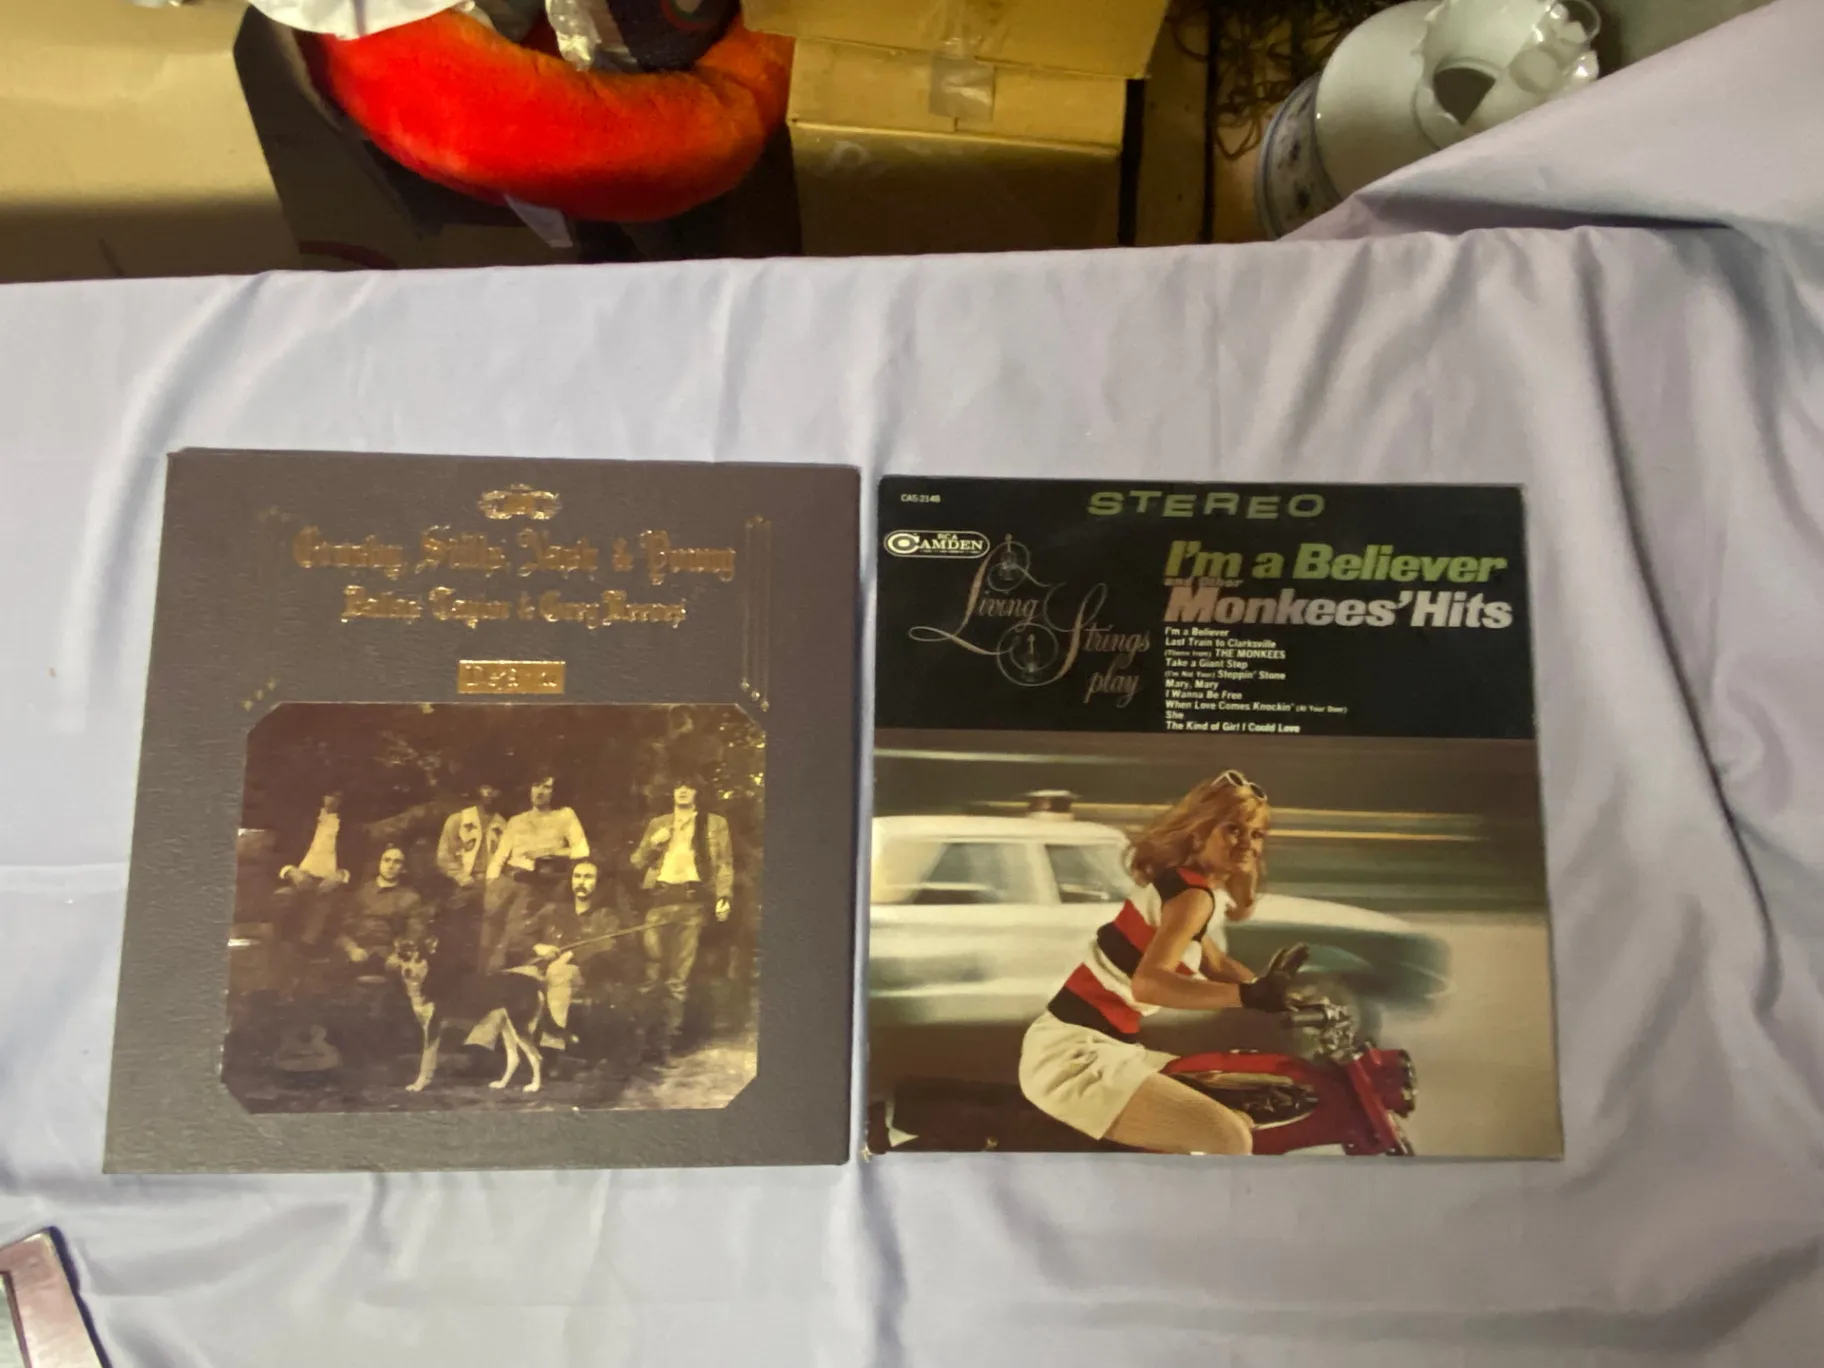 Crosby, Stills, Nash & Young
Dallas Taylor & Greg Reeves
Déjà vu
CAS-2148
STEREO
RCA
CAMDEN
Living
Strings
play
I'm a Believer
and Other
Monkees' Hits
I'm a Believer
Last Train to Clarksville
(Theme from) THE MONKEES
Take a Giant Step
(I'm Not Your) Steppin' Stone
Mary, Mary
I Wanna Be Free
When Love Comes Knockin' (At Your Door)
She
The Kind of Girl I Could Love